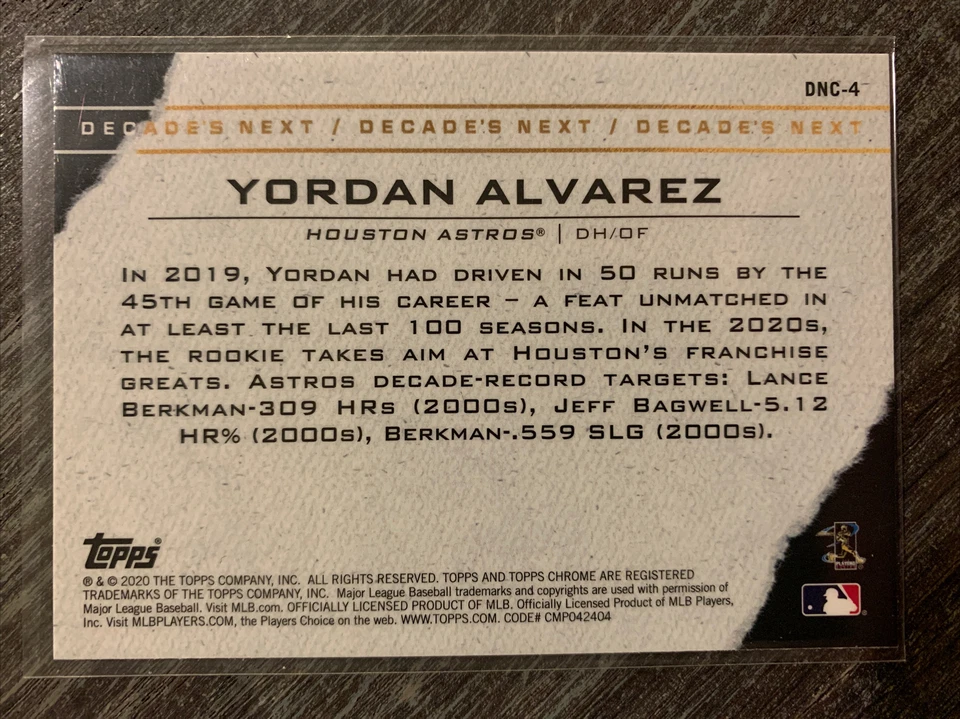 DNC-4
DECADE'S NEXT / DECADE'S NEXT / DECADE'S NEXT
YORDAN ALVAREZ
HOUSTON ASTROS® | DH/OF
IN 2019, YORDAN HAD DRIVEN IN 50 RUNS BY THE
45TH GAME OF HIS CAREER – A FEAT UNMATCHED IN
AT LEAST THE LAST 100 SEASONS. IN THE 2020S,
THE ROOKIE TAKES AIM AT HOUSTON'S FRANCHISE
GREATS. ASTROS DECADE-RECORD TARGETS: LANCE
BERKMAN-309 HRS (2000S), JEFF BAGWELL-5.12
HR% (2000S), BERKMAN-.559 SLG (2000S).
Topps®
® & © 2020 THE TOPPS COMPANY, INC. ALL RIGHTS RESERVED. TOPPS AND TOPPS CHROME ARE REGISTERED
TRADEMARKS OF THE TOPPS COMPANY, INC. Major League Baseball trademarks and copyrights are used with permission of
Major League Baseball. Visit MLB.com. OFFICIALLY LICENSED PRODUCT OF MLB. Officially Licensed Product of MLB Players,
Inc. Visit MLBPLAYERS.COM, the Players Choice on the web. WWW.TOPPS.COM. CODE# CMP042404